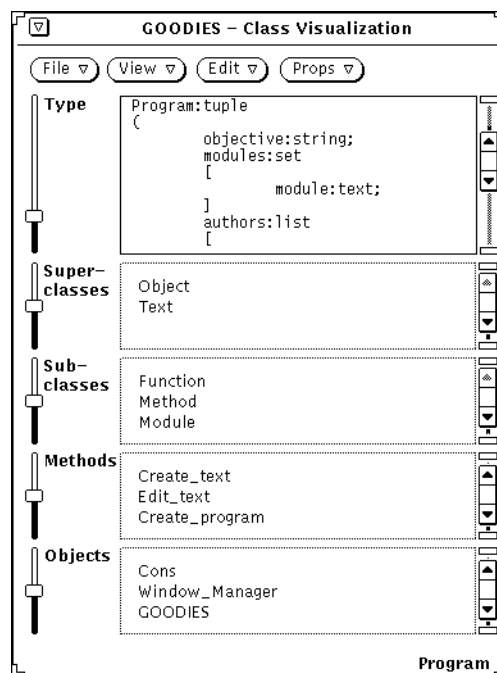 GOODIES – Class Visualization
File View Edit Props
Type
Program:tuple
(
objective:string;
modules:set
[
module:text;
]
authors:list
[
Super–
classes
Object
Text
Sub–
classes
Function
Method
Module
Methods
Create_text
Edit_text
Create_program
Objects
Cons
Window_Manager
GOODIES
Program